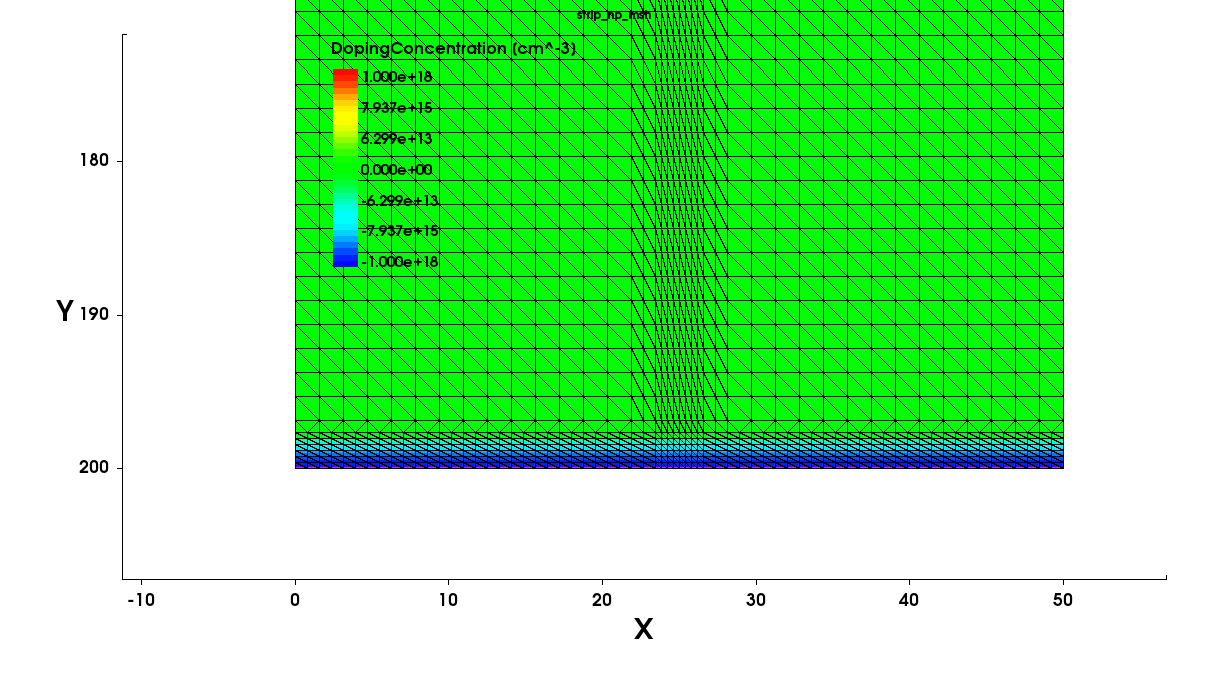 strip_np_msh
DopingConcentration (cm^-3)
1.000e+18
7.937e+15
6.299e+13
0.000e+00
-6.299e+13
-7.937e+15
-1.000e+18
180
Y 190
200
-10 0 10 20 30 40 50
X